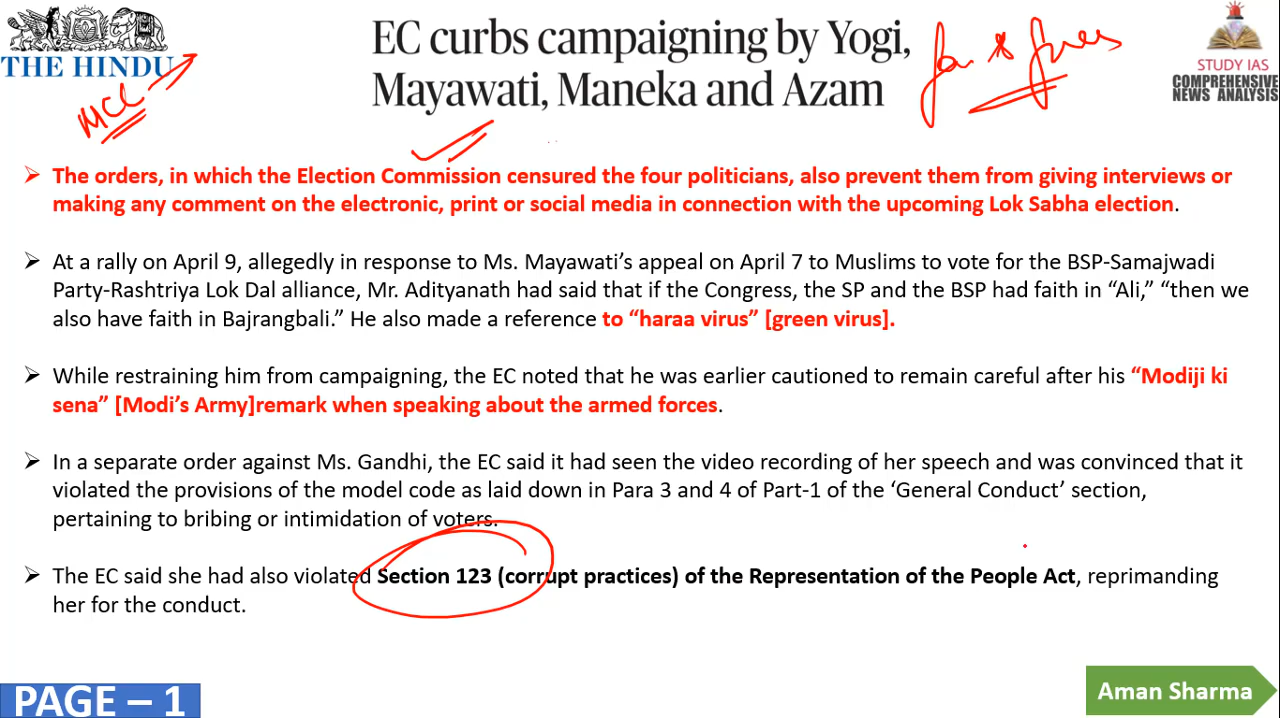 THE HINDU
MCC
EC curbs campaigning by Yogi,
Mayawati, Maneka and Azam
STUDY IAS
COMPREHENSIVE
NEWS ANALYSIS
➢ The orders, in which the Election Commission censured the four politicians, also prevent them from giving interviews or
making any comment on the electronic, print or social media in connection with the upcoming Lok Sabha election.
➢ At a rally on April 9, allegedly in response to Ms. Mayawati’s appeal on April 7 to Muslims to vote for the BSP-Samajwadi
Party-Rashtriya Lok Dal alliance, Mr. Adityanath had said that if the Congress, the SP and the BSP had faith in “Ali,” “then we
also have faith in Bajrangbali.” He also made a reference to “haraa virus” [green virus].
➢ While restraining him from campaigning, the EC noted that he was earlier cautioned to remain careful after his “Modiji ki
sena” [Modi’s Army]remark when speaking about the armed forces.
➢ In a separate order against Ms. Gandhi, the EC said it had seen the video recording of her speech and was convinced that it
violated the provisions of the model code as laid down in Para 3 and 4 of Part-1 of the ‘General Conduct’ section,
pertaining to bribing or intimidation of voters.
➢ The EC said she had also violated Section 123 (corrupt practices) of the Representation of the People Act, reprimanding
her for the conduct.
PAGE – 1
Aman Sharma